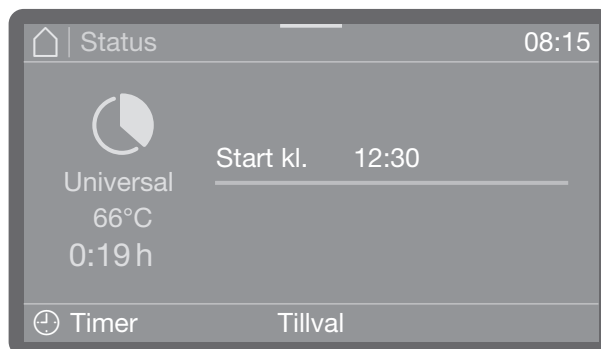 Status 08:15
Start kl. 12:30
Universal
66°C
0:19 h
Timer Tillval